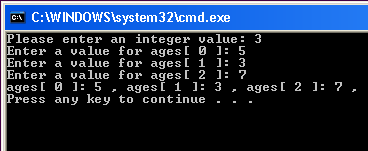 C:\WINDOWS\system32\cmd.exe
Please enter an integer value: 3
Enter a value for ages[ 0 ]: 5
Enter a value for ages[ 1 ]: 3
Enter a value for ages[ 2 ]: 7
ages[ 0 ]: 5 , ages[ 1 ]: 3 , ages[ 2 ]: 7 ,
Press any key to continue . . .